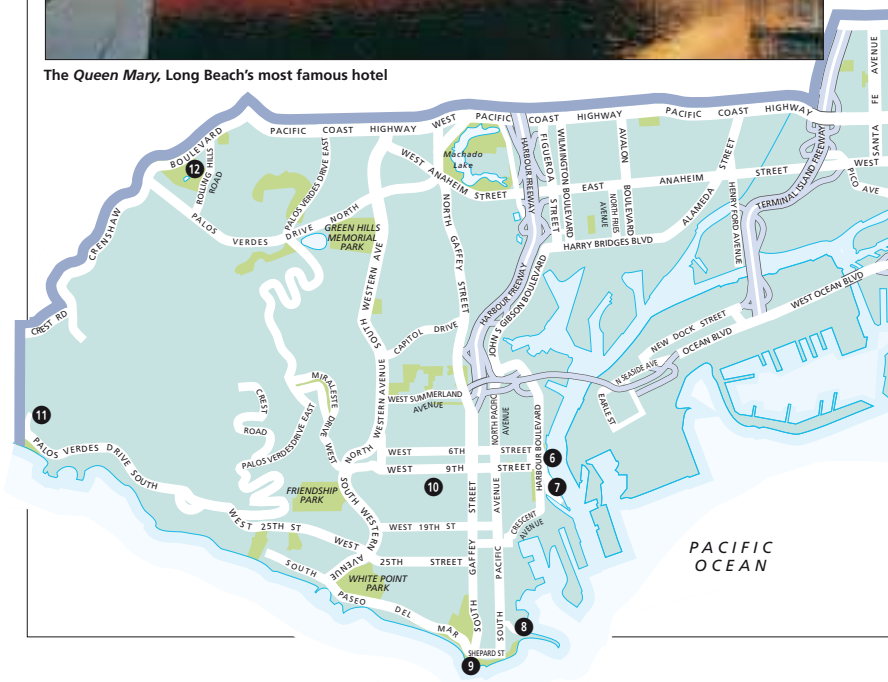 The Queen Mary, Long Beach's most famous hotel
SANTA FE AVENUE
12
BOULEVARD
CRENSHAW
ROLLING HILLS
ROAD
PACIFIC COAST HIGHWAY
WEST PACIFIC COAST HIGHWAY
PACIFIC COAST HIGHWAY
PALOS VERDES DRIVE EAST
Machado
Lake
WEST ANAHEIM STREET
HARBOUR FREEWAY
FIGUEROA STREET
WILMINGTON BOULEVARD
AVALON BOULEVARD
NORTH FRIES
AVENUE
EAST ANAHEIM STREET
ALAMEDA STREET
HENRY FORD AVENUE
TERMINAL ISLAND FREEWAY
WEST
PICO AVE
PALOS VERDES DRIVE NORTH
GREEN HILLS
MEMORIAL
PARK
SOUTH WESTERN AVE
NORTH GAFFEY STREET
HARRY BRIDGES BLVD
HARBOUR FREEWAY
JOHN S GIBSON BOULEVARD
CREST RD
CAPITOL DRIVE
WEST OCEAN BLVD
NEW DOCK STREET
OCEAN BLVD
N SEASIDE AVE
EARLE ST
11
CREST
ROAD
MIRALESTE
DRIVE WEST
PALOS VERDES DRIVE EAST
NORTH WESTERN AVENUE
WEST SUMMERLAND
AVENUE
NORTH PACIFIC
AVENUE
HARBOUR BOULEVARD
PALOS VERDES DRIVE SOUTH
WEST 6TH STREET
6
WEST 9TH STREET
7
10
FRIENDSHIP
PARK
SOUTH WESTERN AVENUE
WEST 25TH ST
WEST 19TH ST
CRESCENT
AVENUE
WEST 25TH STREET
SOUTH GAFFEY STREET
SOUTH PACIFIC AVENUE
PACIFIC
OCEAN
SOUTH PASEO DEL MAR
WHITE POINT
PARK
8
SHEPARD ST
9